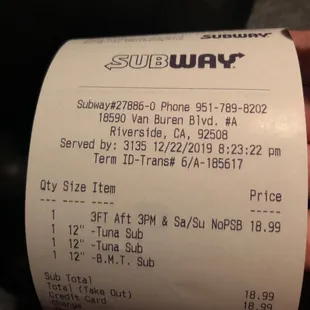 SUBWAY
SUBWAY
Subway#27886-0 Phone 951-789-8202
18590 Van Buren Blvd. #A
Riverside, CA, 92508
Served by: 3135 12/22/2019 8:23:22 pm
Term ID-Trans# 6/A-185617
Qty Size Item Price
--- ---- ---- -----
1 3FT Aft 3PM & Sa/Su NoPSB 18.99
1 12" -Tuna Sub
1 12" -Tuna Sub
1 12" -B.M.T. Sub
Sub Total 18.99
Total (Take Out) 18.99
Credit Card
Change